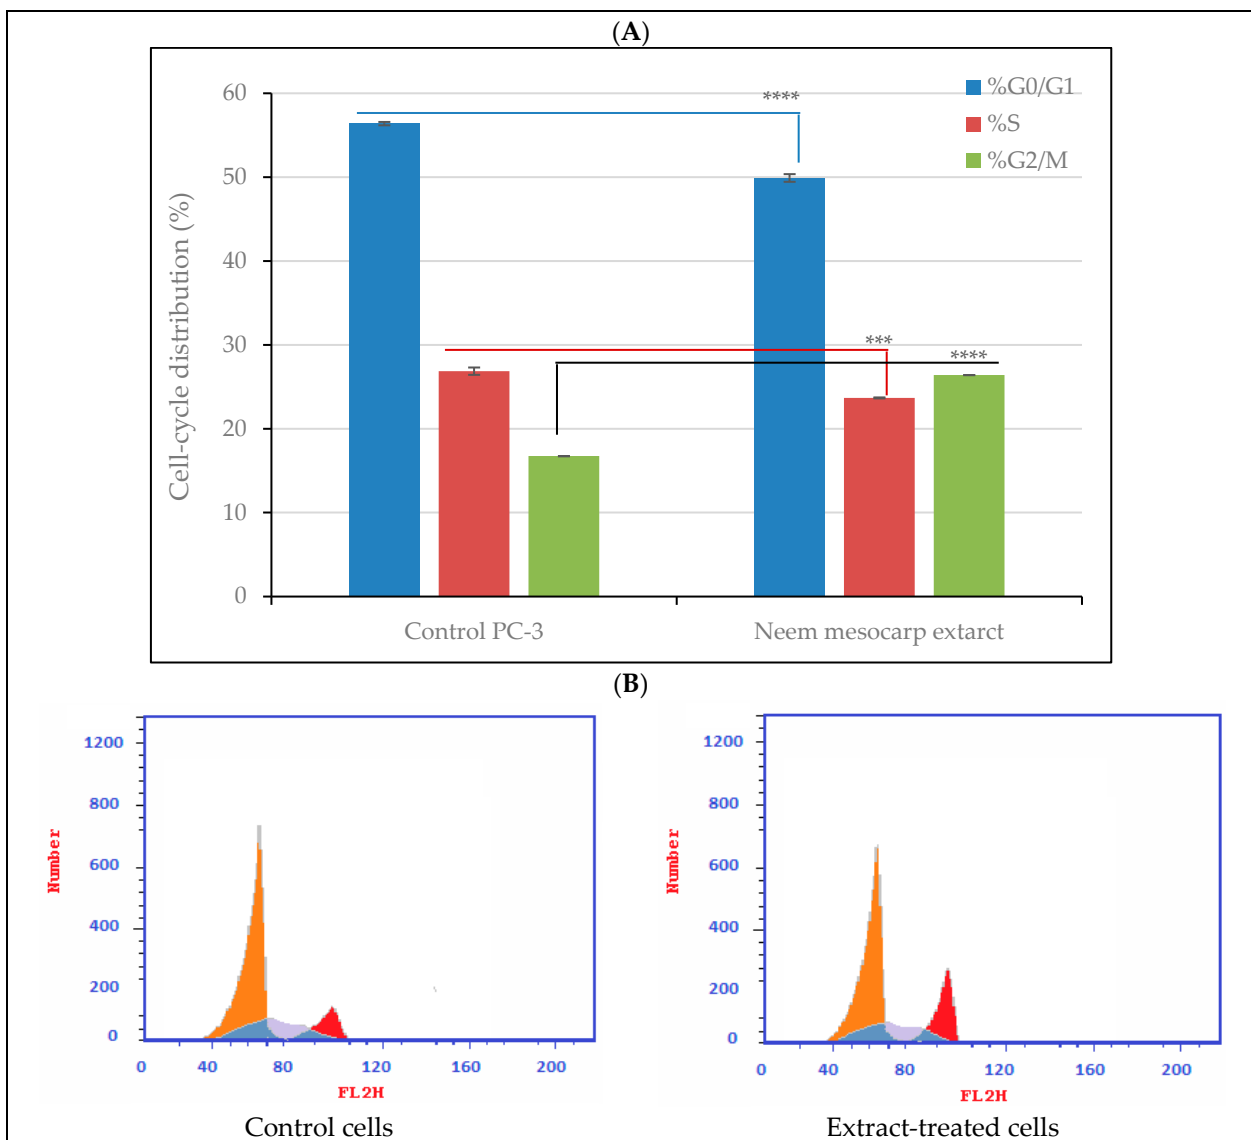 (A)
Cell-cycle distribution (%)
60
50
40
30
20
10
0
****
***
****
%G0/G1
%S
%G2/M
Control PC-3
Neem mesocarp extarct
(B)
Number
1200
800
600
400
200
0
0 40 80 120 160 200
FL2H
Control cells
Number
1200
800
600
400
200
0
0 40 80 120 160 200
FL2H
Extract-treated cells